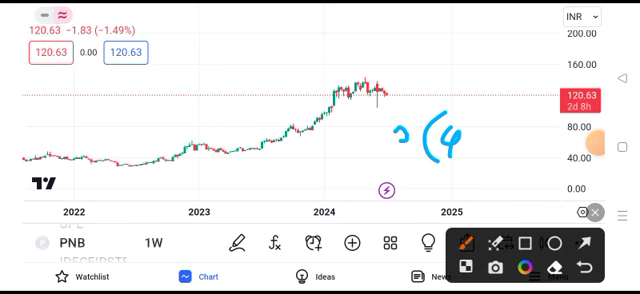 INR
120.63 −1.83 (−1.49%)
200.00
120.63 0.00 120.63
160.00
120.63
2d 8h
80.00
40.00
0.00
2022 2023 2024 2025
PNB 1W
Watchlist Chart Ideas News